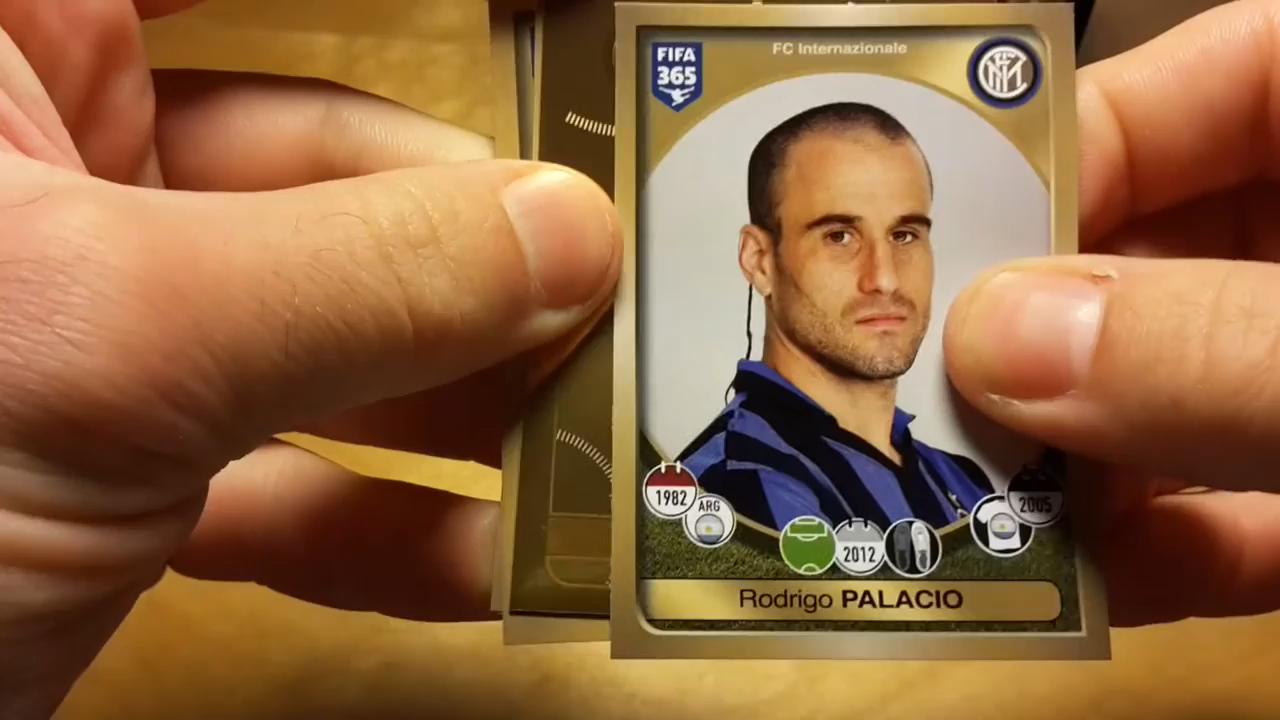 FC Internazionale
FIFA
365
1982
ARG
2012
2005
Rodrigo PALACIO